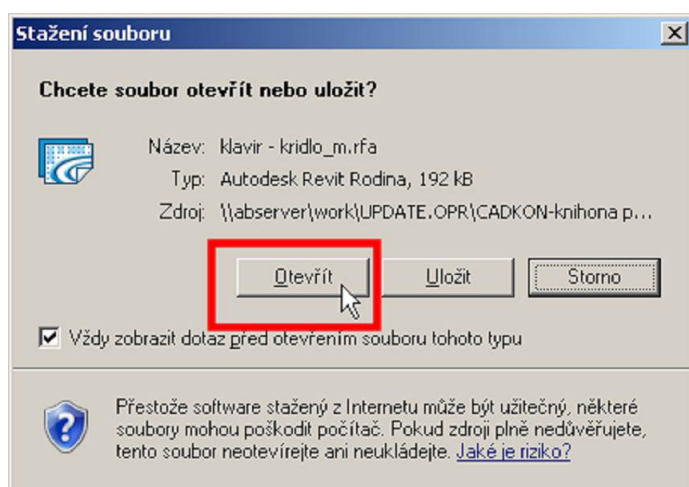 Stažení souboru
Chcete soubor otevřít nebo uložit?
Název: klavir - kridlo_m.rfa
Typ: Autodesk Revit Rodina, 192 kB
Zdroj: \\abserver\work\UPDATE.OPR\CADKON-knihona p...
Otevřít Uložit Storno
Vždy zobrazit dotaz před otevřením souboru tohoto typu
Přestože software stažený z Internetu může být užitečný, některé
soubory mohou poškodit počítač. Pokud zdroji plně nedůvěřujete,
tento soubor neotevírejte ani neukládejte. Jaké je riziko?